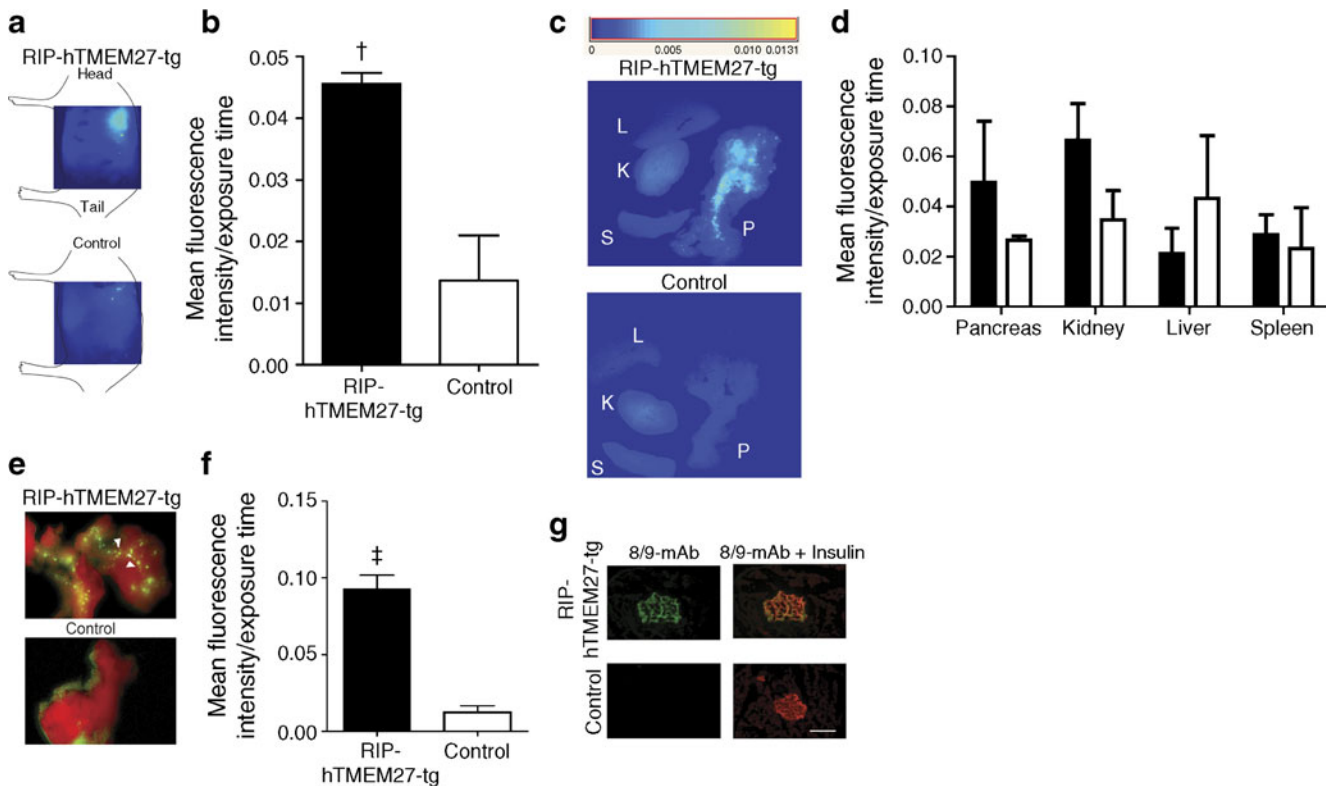 a
RIP-hTMEM27-tg
Head
Tail
Control
b
Mean fluorescence
intensity/exposure time
0.05
0.04
0.03
0.02
0.01
0.00
†
RIP-
hTMEM27-tg
Control
c
0
0.005
0.010
0.0131
RIP-hTMEM27-tg
L
K
S
P
Control
L
K
S
P
d
Mean fluorescence
intensity/exposure time
0.10
0.08
0.06
0.04
0.02
0.00
Pancreas
Kidney
Liver
Spleen
e
RIP-hTMEM27-tg
Control
f
Mean fluorescence
intensity/exposure time
0.15
0.10
0.05
0.00
‡
RIP-
hTMEM27-tg
Control
g
8/9-mAb
8/9-mAb + Insulin
RIP-
hTMEM27-tg
Control